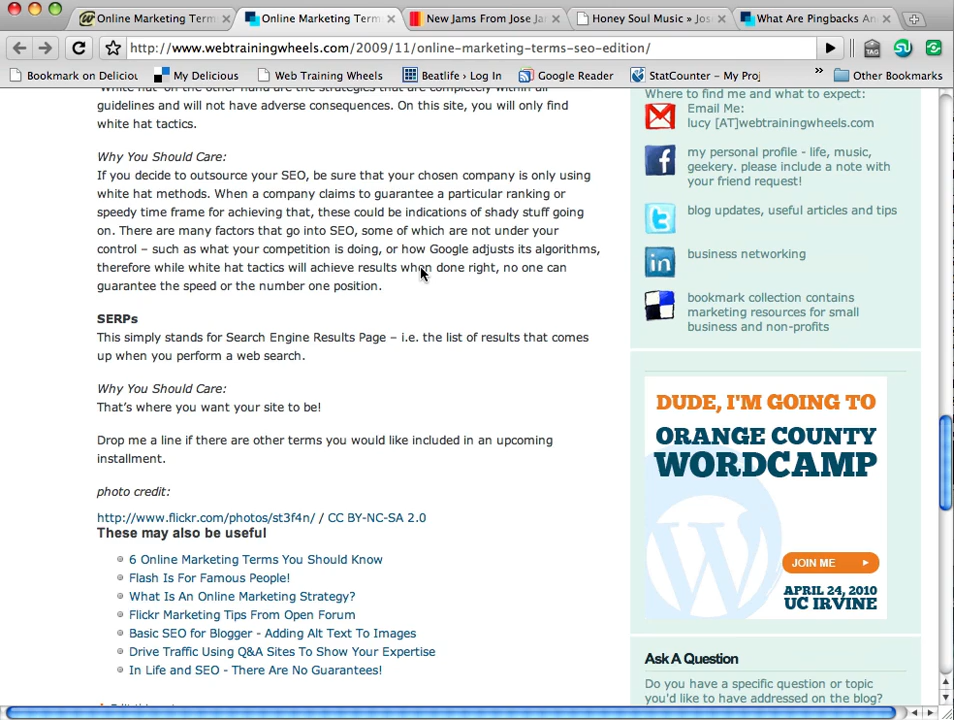 Online Marketing Term
Online Marketing Term
New Jams From Jose Ja
Honey Soul Music » Jos
What Are Pingbacks An
http://www.webtrainingwheels.com/2009/11/online-marketing-terms-seo-edition/
Bookmark on Delicio
My Delicious
Web Training Wheels
Beatlife › Log In
Google Reader
StatCounter – My Proj
»
Other Bookmarks
'White hat' on the other hand are the strategies that are completely within all
guidelines and will not have adverse consequences. On this site, you will only find
white hat tactics.
Why You Should Care:
If you decide to outsource your SEO, be sure that your chosen company is only using
white hat methods. When a company claims to guarantee a particular ranking or
speedy time frame for achieving that, these could be indications of shady stuff going
on. There are many factors that go into SEO, some of which are not under your
control – such as what your competition is doing, or how Google adjusts its algorithms,
therefore while white hat tactics will achieve results when done right, no one can
guarantee the speed or the number one position.
SERPs
This simply stands for Search Engine Results Page – i.e. the list of results that comes
up when you perform a web search.
Why You Should Care:
That's where you want your site to be!
Drop me a line if there are other terms you would like included in an upcoming
installment.
photo credit:
http://www.flickr.com/photos/st3f4n/ / CC BY-NC-SA 2.0
These may also be useful
6 Online Marketing Terms You Should Know
Flash Is For Famous People!
What Is An Online Marketing Strategy?
Flickr Marketing Tips From Open Forum
Basic SEO for Blogger - Adding Alt Text To Images
Drive Traffic Using Q&A Sites To Show Your Expertise
In Life and SEO - There Are No Guarantees!
Where to find me and what to expect:
Email Me:
lucy [AT]webtrainingwheels.com
my personal profile - life, music,
geekery. please include a note with
your friend request!
blog updates, useful articles and tips
business networking
bookmark collection contains
marketing resources for small
business and non-profits
DUDE, I'M GOING TO
ORANGE COUNTY
WORDCAMP
JOIN ME
APRIL 24, 2010
UC IRVINE
Ask A Question
Do you have a specific question or topic
you'd like to have addressed on the blog?